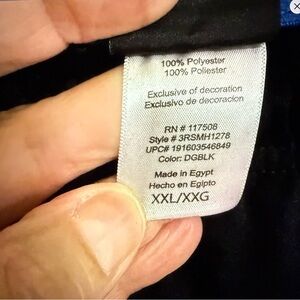 100% Polyester
100% Poliester
Exclusive of decoration
Exclusivo de decoracion
RN # 117508
Style # 3RSMH1278
UPC# 191603546849
Color: DGBLK
Made in Egypt
Hecho en Egipto
XXL/XXG